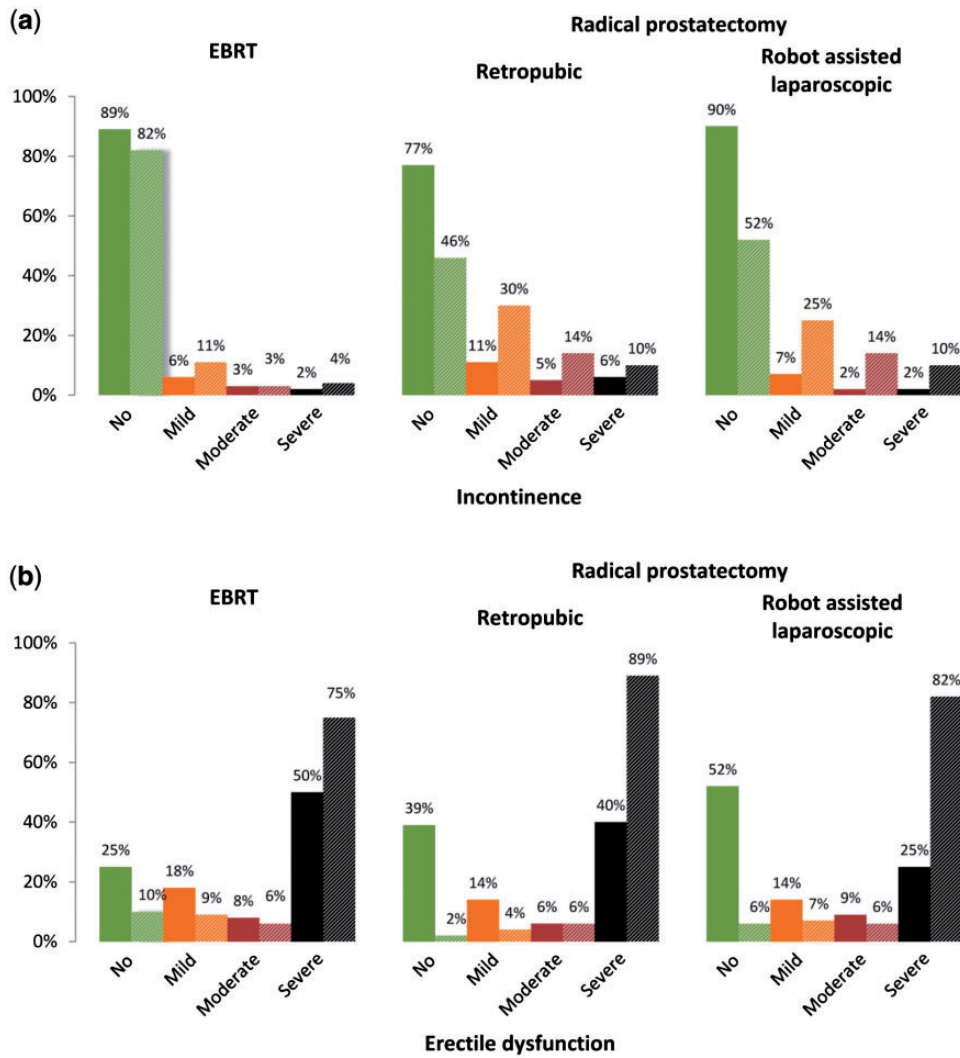 (a)
Radical prostatectomy
EBRT
Retropubic
Robot assisted
laparoscopic
100%
80%
60%
40%
20%
0%
89%
82%
6%
11%
3%
3%
2%
4%
77%
46%
11%
30%
5%
14%
6%
10%
90%
52%
7%
25%
2%
14%
2%
10%
No
Mild
Moderate
Severe
No
Mild
Moderate
Severe
No
Mild
Moderate
Severe
Incontinence
(b)
Radical prostatectomy
EBRT
Retropubic
Robot assisted
laparoscopic
100%
80%
60%
40%
20%
0%
25%
10%
18%
9%
8%
6%
50%
75%
39%
2%
14%
4%
6%
6%
40%
89%
52%
6%
14%
7%
9%
6%
25%
82%
No
Mild
Moderate
Severe
No
Mild
Moderate
Severe
No
Mild
Moderate
Severe
Erectile dysfunction